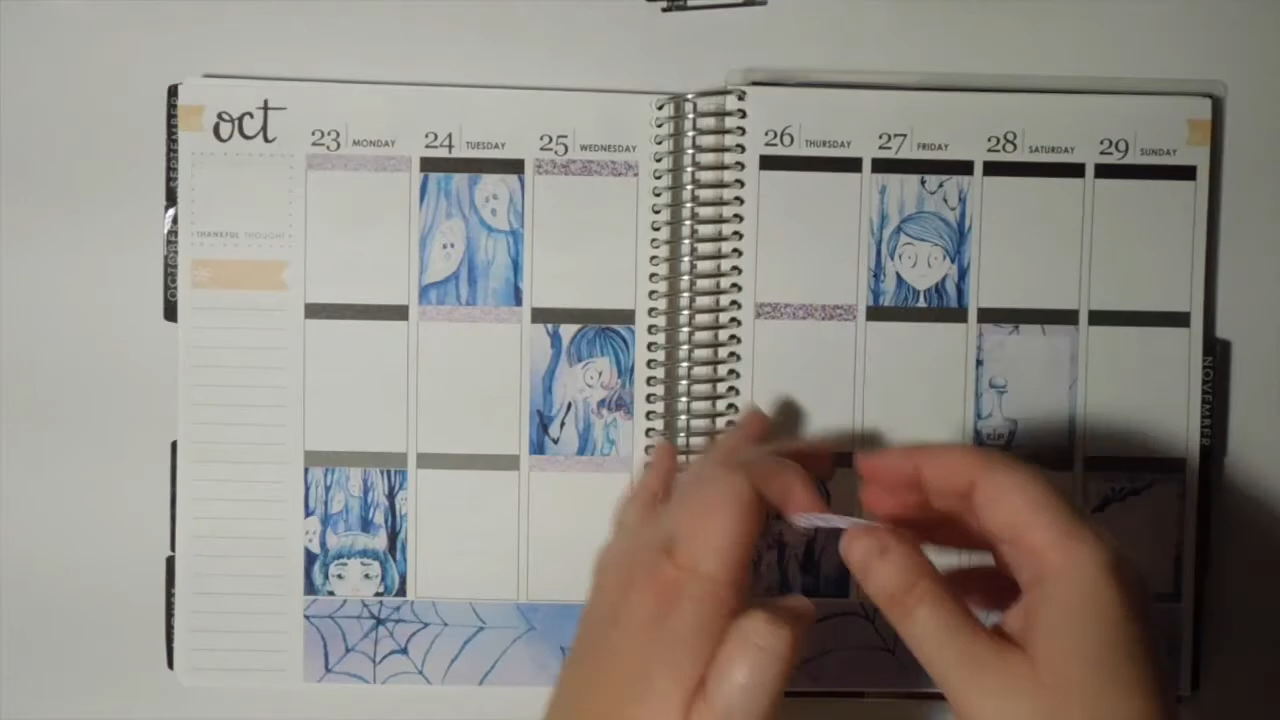 oct
23 MONDAY
24 TUESDAY
25 WEDNESDAY
26 THURSDAY
27 FRIDAY
28 SATURDAY
29 SUNDAY
THANKFUL THOUGHT
SEPTEMBER
OCTOBER
NOVEMBER